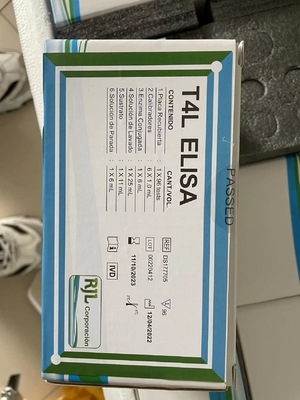 T4L ELISA
PASSED
CONTENIDO CANT./VOL.
1.Placa Recubierta : 1 X 96 tests
2.Calibradores : 6 X 1.0 mL
3.Enzima Conjugada : 1 X 6 mL
4.Solución de Lavado : 1 X 25 mL
5.Sustrato : 1 X 11 mL
6.Solución de Parada : 1 X 6 mL
REF DS177705
96
LOT 00220412
12/04/2022
11/10/2023
IVD
RJL
Corporación